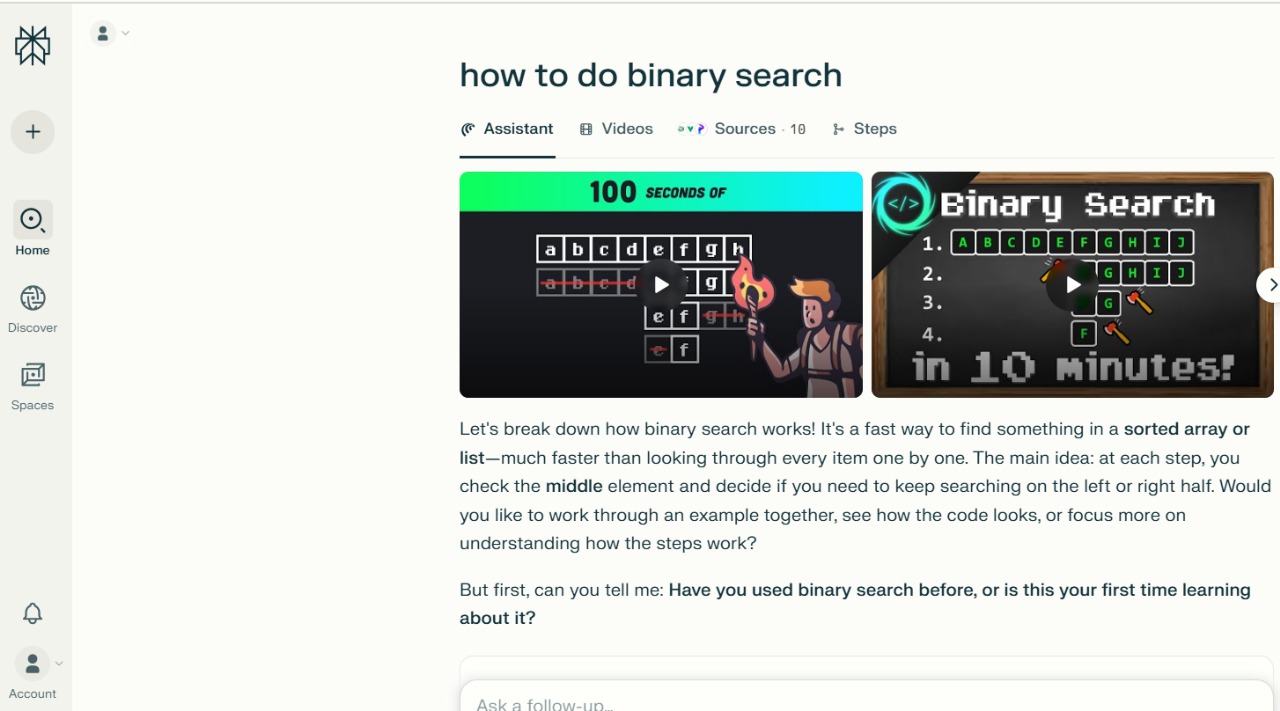 how to do binary search
Assistant
Videos
Sources · 10
Steps
100 SECONDS OF
a b c d e f g h
a b c d g
e f g h
e f
</> Binary Search
1. A B C D E F G H I J
2. G H I J
3. G
4. F
in 10 minutes!
Let's break down how binary search works! It's a fast way to find something in a sorted array or
list—much faster than looking through every item one by one. The main idea: at each step, you
check the middle element and decide if you need to keep searching on the left or right half. Would
you like to work through an example together, see how the code looks, or focus more on
understanding how the steps work?
But first, can you tell me: Have you used binary search before, or is this your first time learning
about it?
Ask a follow-up...
Home
Discover
Spaces
Account